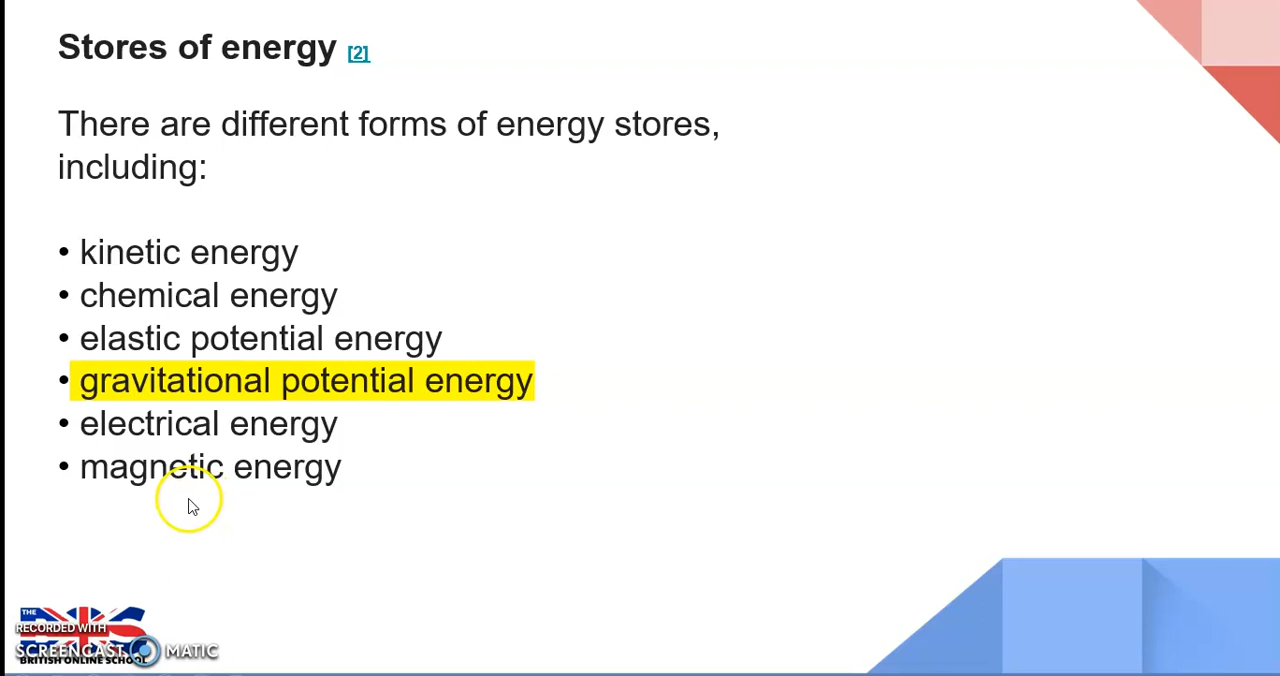 Stores of energy [2]
There are different forms of energy stores,
including:
• kinetic energy
• chemical energy
• elastic potential energy
• gravitational potential energy
• electrical energy
• magnetic energy
THE
RECORDED WITH
SCREENCAST MATIC
BRITISH ONLINE SCHOOL